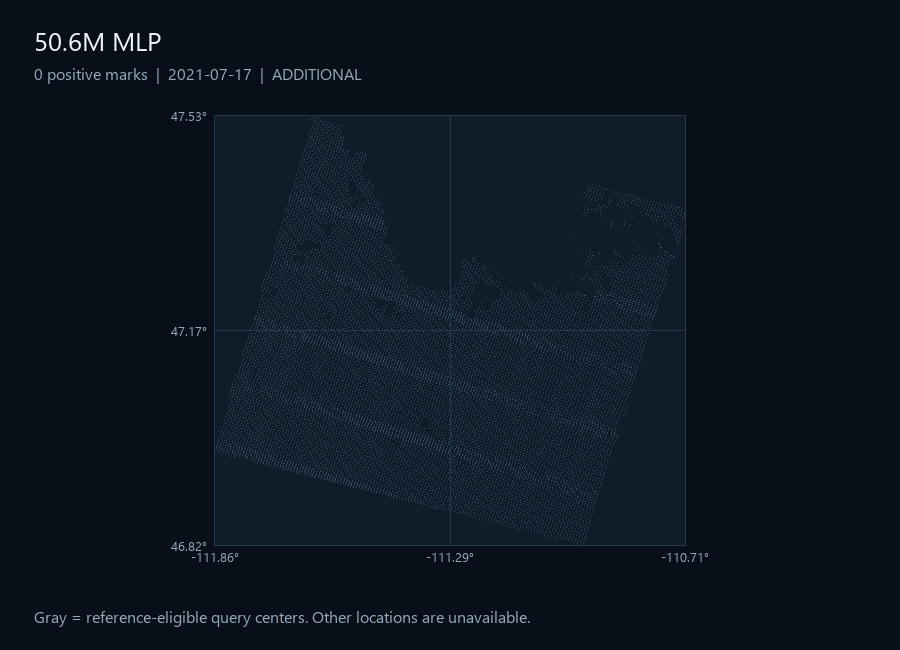 50.6M MLP
0 positive marks | 2021-07-17 | ADDITIONAL
47.53°
47.17°
46.82°
-111.86°
-111.29°
-110.71°
Gray = reference-eligible query centers. Other locations are unavailable.